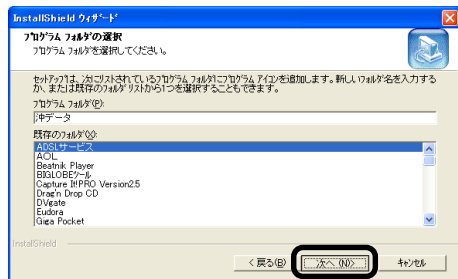 InstallShield ｳｨｻﾞｰﾄﾞ
ﾌﾟﾛｸﾞﾗﾑ ﾌｫﾙﾀﾞの選択
ﾌﾟﾛｸﾞﾗﾑ ﾌｫﾙﾀﾞを選択してください。
ｾｯﾄｱｯﾌﾟは、次にリストされているﾌﾟﾛｸﾞﾗﾑ ﾌｫﾙﾀﾞにﾌﾟﾛｸﾞﾗﾑ ｱｲｺﾝを追加します。新しいﾌｫﾙﾀﾞ名を入力する
か、または既存のﾌｫﾙﾀﾞ ﾘｽﾄから1つを選択することもできます。
ﾌﾟﾛｸﾞﾗﾑ ﾌｫﾙﾀﾞ(P):
沖データ
既存のﾌｫﾙﾀﾞ(X):
ADSLサービス
AOL
Beatnik Player
BIGLOBEﾂｰﾙ
Capture It!PRO Version2.5
Drag'n Drop CD
DVgate
Eudora
Giga Pocket
InstallShield
< 戻る(B)
次へ (N)>
ｷｬﾝｾﾙ